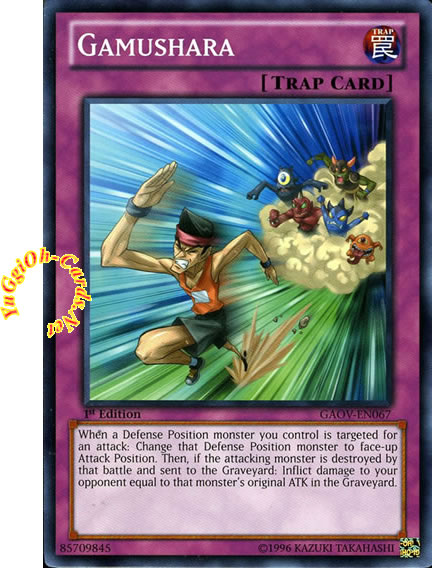 GAMUSHARA
TRAP
罠
[TRAP CARD]
YuGgiOh-Cards.Net
1st Edition
GAOV-EN067
When a Defense Position monster you control is targeted for
an attack: Change that Defense Position monster to face-up
Attack Position. Then, if the attacking monster is destroyed by
that battle and sent to the Graveyard: Inflict damage to your
opponent equal to that monster's original ATK in the Graveyard.
85709845
©1996 KAZUKI TAKAHASHI